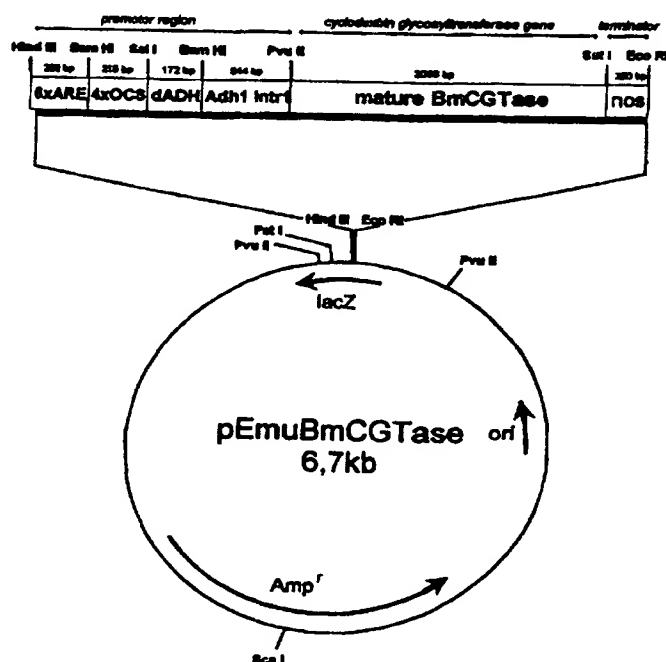 promotor region cyclodextrin glycosyltransferase gene terminator
Hind III Bam HI Sal I Bam HI Pvu II Sst I Eco RI
172 bp
6xARE 4xOCS dADH Adh1 Intr1 mature BmCGTase nos
Hind III Eco RI
Pst I
Pvu II
Pvu II
lacZ
pEmuBmCGTase
6,7kb
ori
Amp r
Sca I